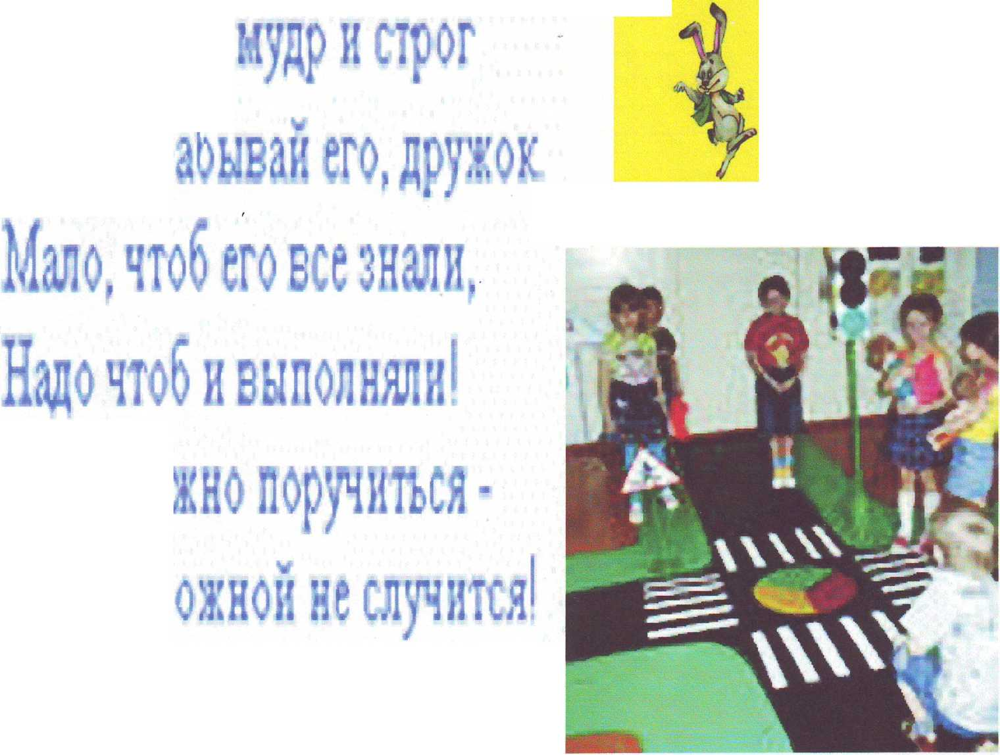 мудр и строг
абывай его, дружок.
Мало, чтоб его все знали,
Надо чтоб и выполняли!
жно поручиться -
ожной не случится!